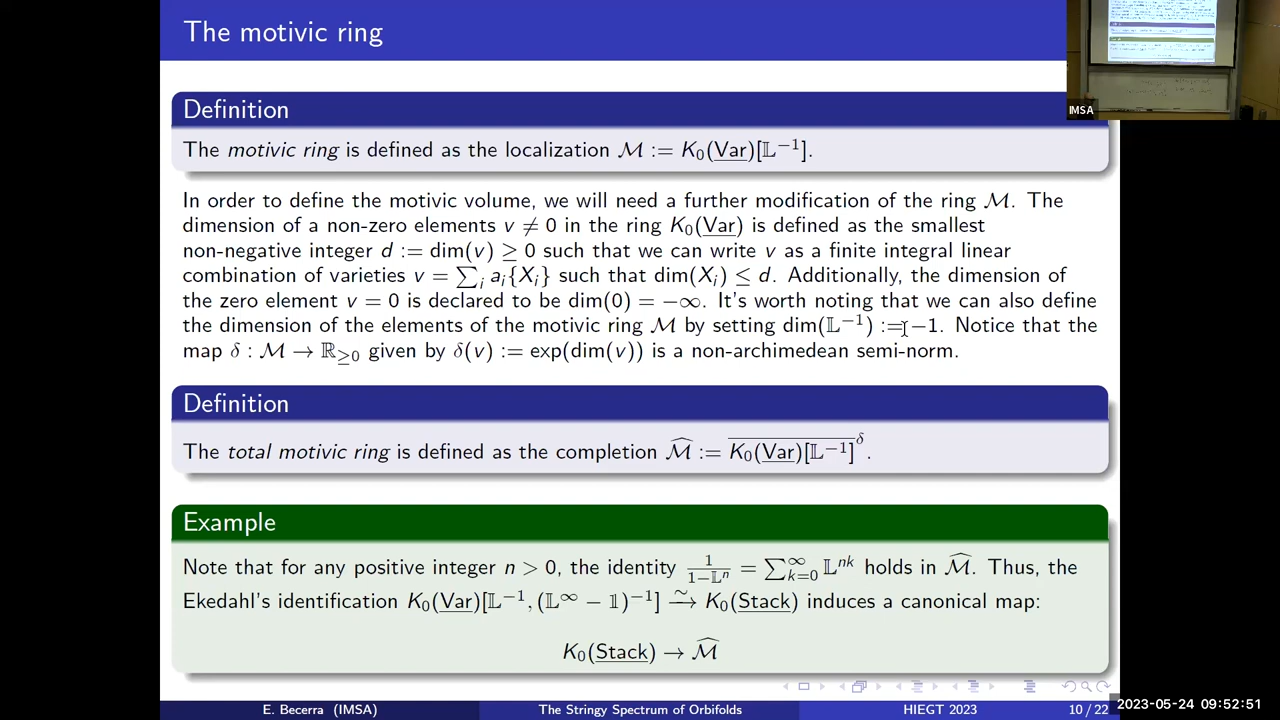 The motivic ring
IMSA
Definition
The motivic ring is defined as the localization ℳ := K₀(Var)[𝕃⁻¹].
In order to define the motivic volume, we will need a further modification of the ring ℳ. The
dimension of a non-zero elements v ≠ 0 in the ring K₀(Var) is defined as the smallest
non-negative integer d := dim(v) ≥ 0 such that we can write v as a finite integral linear
combination of varieties v = ∑ᵢ aᵢ{Xᵢ} such that dim(Xᵢ) ≤ d. Additionally, the dimension of
the zero element v = 0 is declared to be dim(0) = −∞. It's worth noting that we can also define
the dimension of the elements of the motivic ring ℳ by setting dim(𝕃⁻¹) := −1. Notice that the
map δ : ℳ → ℝ≥0 given by δ(v) := exp(dim(v)) is a non-archimedean semi-norm.
Definition
The total motivic ring is defined as the completion ℳ̂ := K₀(Var)[𝕃⁻¹]^δ.
Example
Note that for any positive integer n > 0, the identity 1/(1−𝕃ⁿ) = ∑_{k=0}^∞ 𝕃ⁿᵏ holds in ℳ̂. Thus, the
Ekedahl's identification K₀(Var)[𝕃⁻¹, (𝕃^∞ − 𝟙)⁻¹] →~ K₀(Stack) induces a canonical map:
K₀(Stack) → ℳ̂
E. Becerra (IMSA) The Stringy Spectrum of Orbifolds HIEGT 2023 10 / 22
2023-05-24 09:52:51